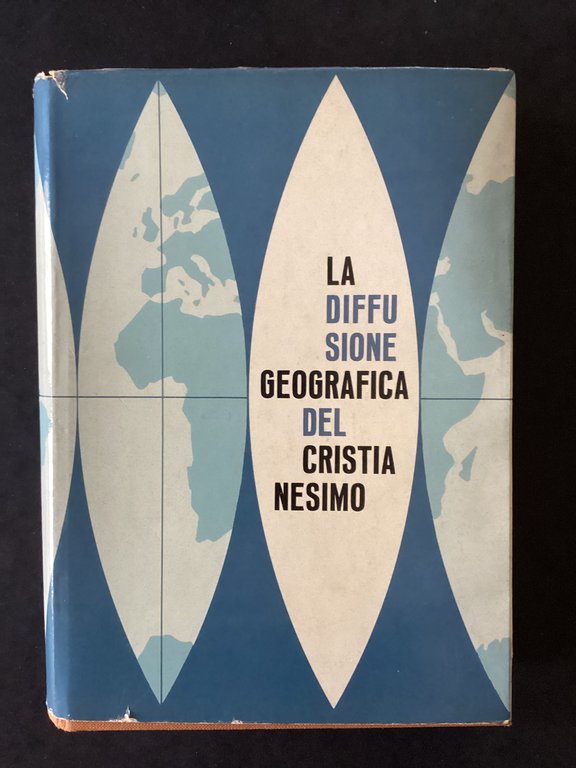 LA
DIFFU
SIONE
GEOGRAFICA
DEL
CRISTIA
NESIMO